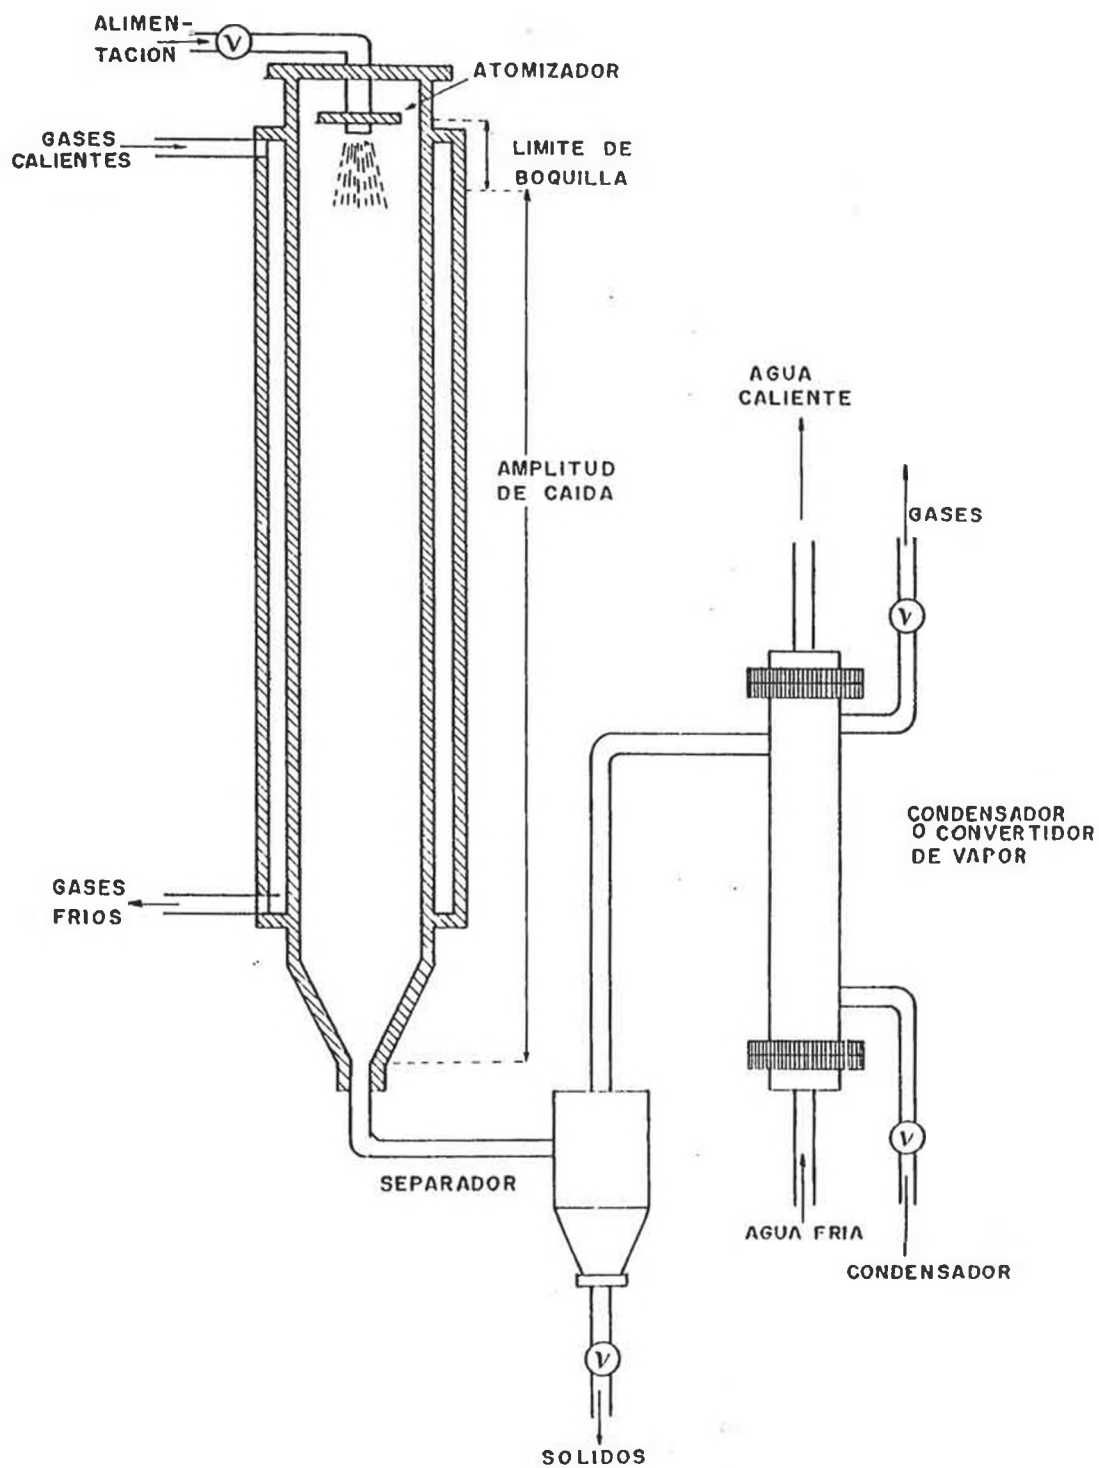 ALIMEN-
TACION
V
ATOMIZADOR
GASES
CALIENTES
LIMITE DE
BOQUILLA
AGUA
CALIENTE
AMPLITUD
DE CAIDA
GASES
V
CONDENSADOR
O CONVERTIDOR
DE VAPOR
GASES
FRIOS
V
SEPARADOR
AGUA FRIA
CONDENSADOR
V
SOLIDOS